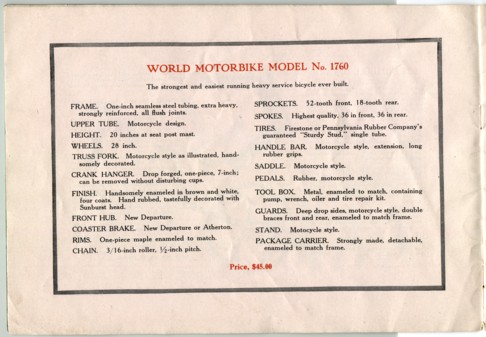 WORLD MOTORBIKE MODEL No. 1760
The strongest and easiest running heavy service bicycle ever built.
FRAME. One-inch seamless steel tubing, extra heavy,
strongly reinforced, all flush joints.
UPPER TUBE. Motorcycle design.
HEIGHT. 20 inches at seat post mast.
WHEELS. 28 inch.
TRUSS FORK. Motorcycle style as illustrated, hand-
somely decorated.
CRANK HANGER. Drop forged, one-piece, 7-inch;
can be removed without disturbing cups.
FINISH. Handsomely enameled in brown and white,
four coats. Hand rubbed, tastefully decorated with
Sunburst head.
FRONT HUB. New Departure.
COASTER BRAKE. New Departure or Atherton.
RIMS. One-piece maple enameled to match.
CHAIN. 3/16-inch roller, ½-inch pitch.
SPROCKETS. 52-tooth front, 18-tooth rear.
SPOKES. Highest quality, 36 in front, 36 in rear.
TIRES. Firestone or Pennsylvania Rubber Company's
guaranteed "Sturdy Stud," single tube.
HANDLE BAR. Motorcycle style, extension, long
rubber grips.
SADDLE. Motorcycle style.
PEDALS. Rubber, motorcycle style.
TOOL BOX. Metal, enameled to match, containing
pump, wrench, oiler and tire repair kit.
GUARDS. Deep drop sides, motorcycle style, double
braces front and rear, enameled to match frame.
STAND. Motocycle style.
PACKAGE CARRIER. Strongly made, detachable,
enameled to match frame.
Price, $45.00